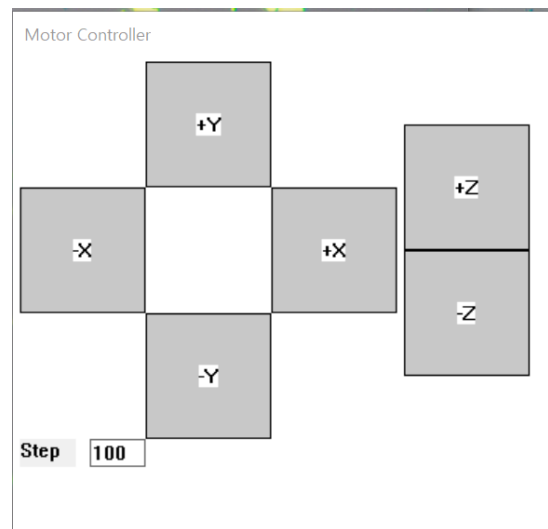 Motor Controller
+Y
+Z
-X
+X
-Z
-Y
Step 100